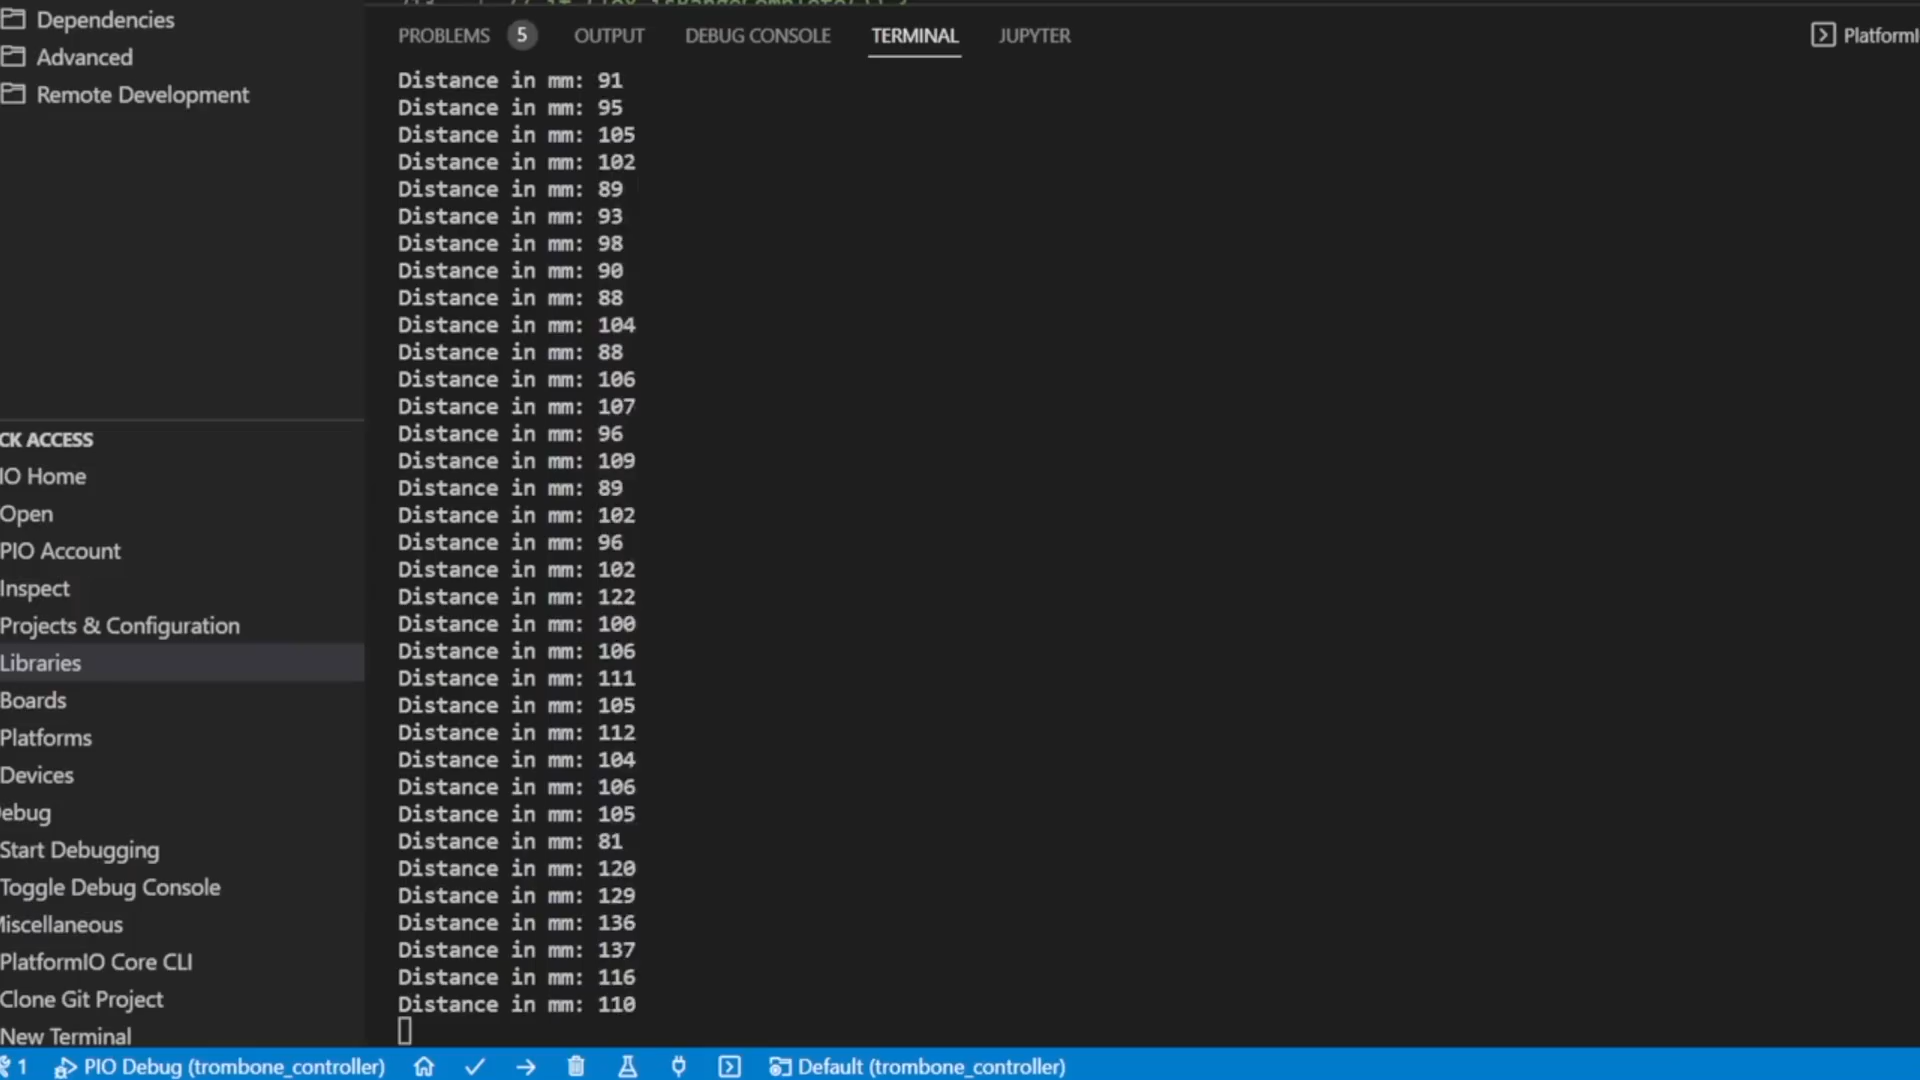 Dependencies
Advanced
Remote Development
CK ACCESS
IO Home
Open
PIO Account
Inspect
Projects & Configuration
Libraries
Boards
Platforms
Devices
ebug
Start Debugging
Toggle Debug Console
iscellaneous
PlatformIO Core CLI
Clone Git Project
New Terminal
PROBLEMS 5 OUTPUT DEBUG CONSOLE TERMINAL JUPYTER PlatformI
Distance in mm: 91
Distance in mm: 95
Distance in mm: 105
Distance in mm: 102
Distance in mm: 89
Distance in mm: 93
Distance in mm: 98
Distance in mm: 90
Distance in mm: 88
Distance in mm: 104
Distance in mm: 88
Distance in mm: 106
Distance in mm: 107
Distance in mm: 96
Distance in mm: 109
Distance in mm: 89
Distance in mm: 102
Distance in mm: 96
Distance in mm: 102
Distance in mm: 122
Distance in mm: 100
Distance in mm: 106
Distance in mm: 111
Distance in mm: 105
Distance in mm: 112
Distance in mm: 104
Distance in mm: 106
Distance in mm: 105
Distance in mm: 81
Distance in mm: 120
Distance in mm: 129
Distance in mm: 136
Distance in mm: 137
Distance in mm: 116
Distance in mm: 110
1 PIO Debug (trombone_controller) Default (trombone_controller)